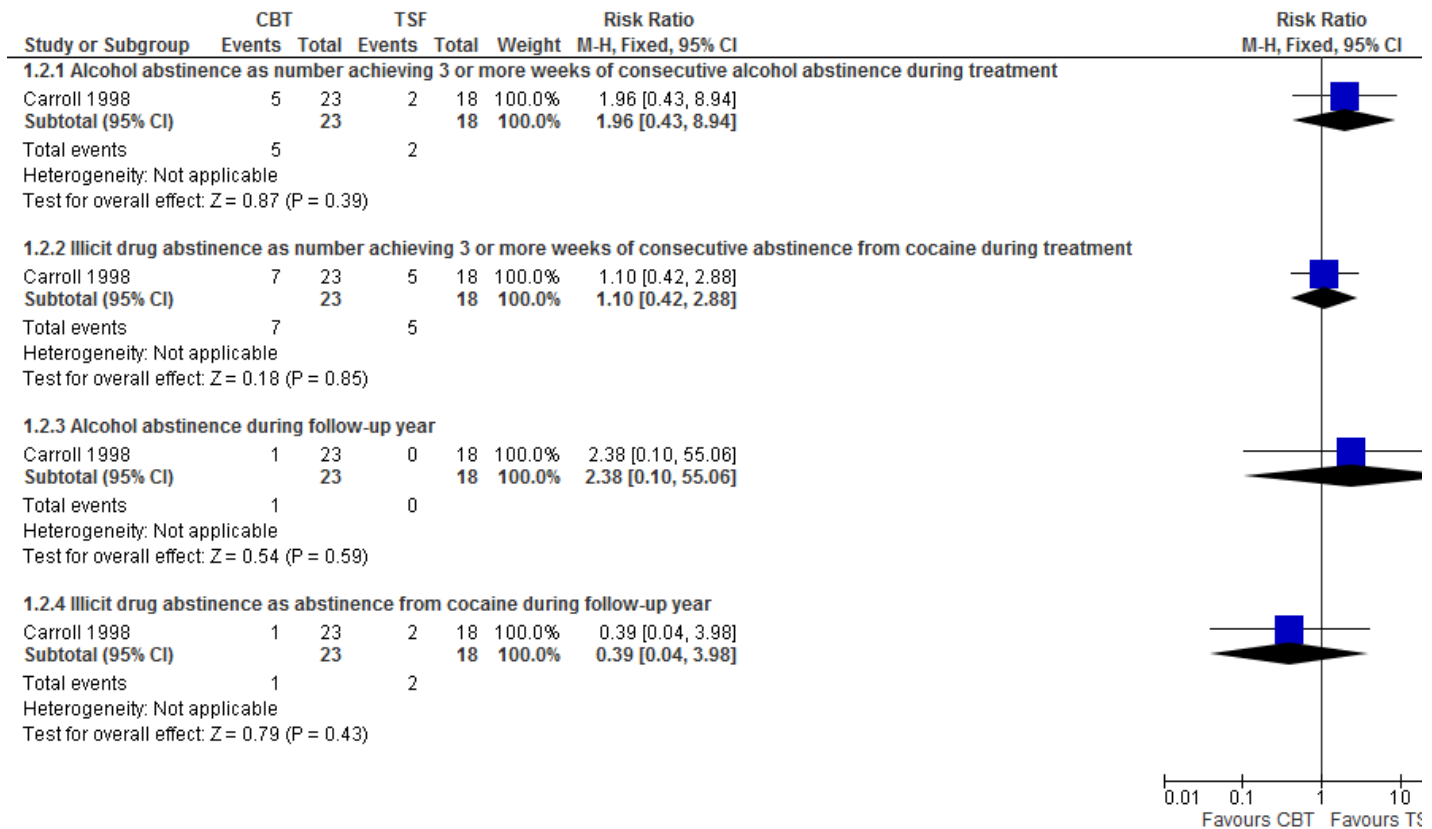 CBT TSF Risk Ratio Risk Ratio
Study or Subgroup Events Total Events Total Weight M-H, Fixed, 95% CI M-H, Fixed, 95% CI
1.2.1 Alcohol abstinence as number achieving 3 or more weeks of consecutive alcohol abstinence during treatment
Carroll 1998 5 23 2 18 100.0% 1.96 [0.43, 8.94]
Subtotal (95% CI) 23 18 100.0% 1.96 [0.43, 8.94]
Total events 5 2
Heterogeneity: Not applicable
Test for overall effect: Z = 0.87 (P = 0.39)
1.2.2 Illicit drug abstinence as number achieving 3 or more weeks of consecutive abstinence from cocaine during treatment
Carroll 1998 7 23 5 18 100.0% 1.10 [0.42, 2.88]
Subtotal (95% CI) 23 18 100.0% 1.10 [0.42, 2.88]
Total events 7 5
Heterogeneity: Not applicable
Test for overall effect: Z = 0.18 (P = 0.85)
1.2.3 Alcohol abstinence during follow-up year
Carroll 1998 1 23 0 18 100.0% 2.38 [0.10, 55.06]
Subtotal (95% CI) 23 18 100.0% 2.38 [0.10, 55.06]
Total events 1 0
Heterogeneity: Not applicable
Test for overall effect: Z = 0.54 (P = 0.59)
1.2.4 Illicit drug abstinence as abstinence from cocaine during follow-up year
Carroll 1998 1 23 2 18 100.0% 0.39 [0.04, 3.98]
Subtotal (95% CI) 23 18 100.0% 0.39 [0.04, 3.98]
Total events 1 2
Heterogeneity: Not applicable
Test for overall effect: Z = 0.79 (P = 0.43)
0.01 0.1 1 10
Favours CBT Favours